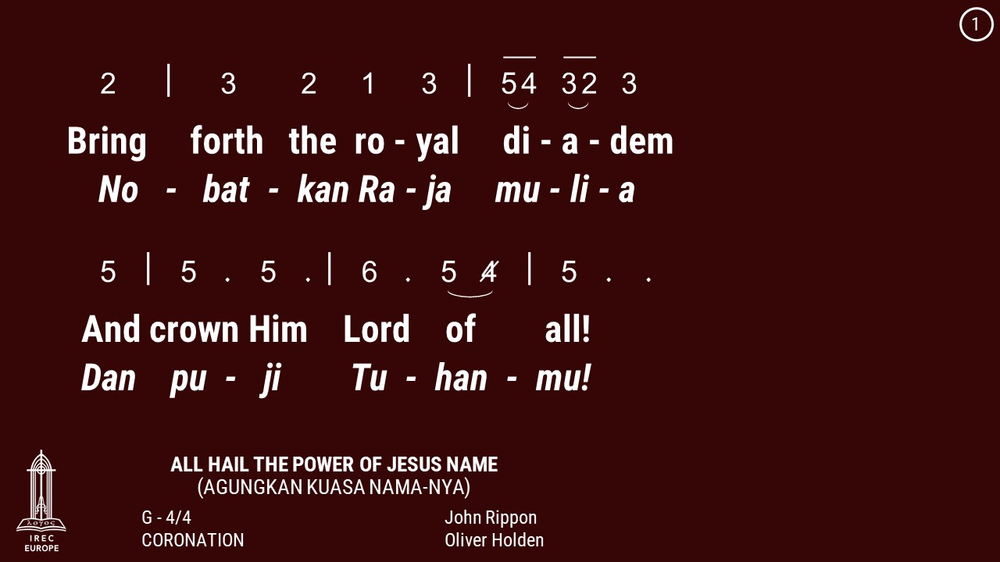 1
2 | 3 2 1 3 | 54 32 3
Bring forth the ro - yal di - a - dem
No - bat - kan Ra - ja mu - li - a
5 | 5 . 5 . | 6 . 5 4̸ | 5 . .
And crown Him Lord of all!
Dan pu - ji Tu - han - mu!
ALL HAIL THE POWER OF JESUS NAME
(AGUNGKAN KUASA NAMA-NYA)
G - 4/4 John Rippon
CORONATION Oliver Holden
λογος
IREC
EUROPE